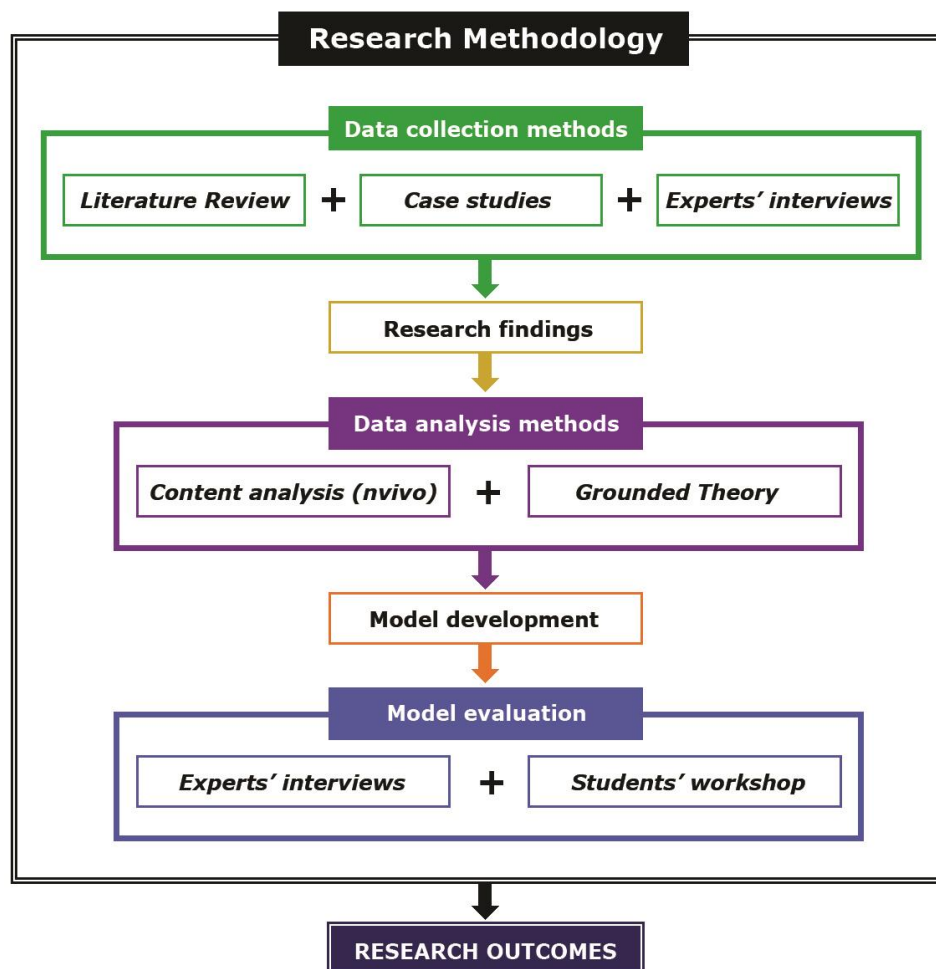 Research Methodology
Data collection methods
Literature Review + Case studies + Experts’ interviews
Research findings
Data analysis methods
Content analysis (nvivo) + Grounded Theory
Model development
Model evaluation
Experts’ interviews + Students’ workshop
RESEARCH OUTCOMES